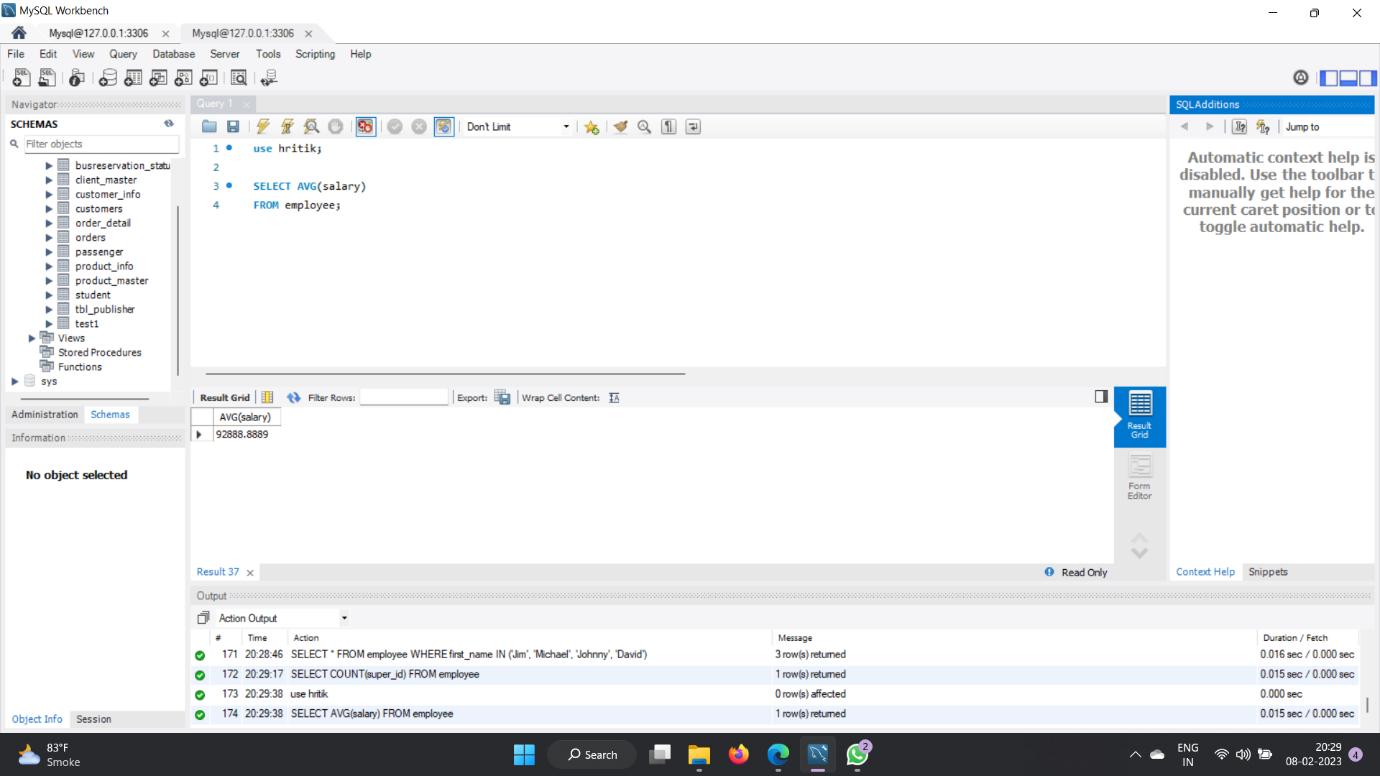 MySQL Workbench
Mysql@127.0.0.1:3306 Mysql@127.0.0.1:3306
File Edit View Query Database Server Tools Scripting Help
Navigator
SCHEMAS
Filter objects
busreservation_statu
client_master
customer_info
customers
order_detail
orders
passenger
product_info
product_master
student
tbl_publisher
test1
Views
Stored Procedures
Functions
sys
Administration Schemas
Information
No object selected
Object Info Session
Query 1
Don't Limit
1 use hritik;
2
3 SELECT AVG(salary)
4 FROM employee;
Result Grid Filter Rows: Export: Wrap Cell Content: IA
AVG(salary)
92888.8889
Result Grid
Form Editor
Result 37 Read Only
SQLAdditions
Jump to
Automatic context help is
disabled. Use the toolbar t
manually get help for the
current caret position or to
toggle automatic help.
Context Help Snippets
Output
Action Output
# Time Action Message Duration / Fetch
171 20:28:46 SELECT * FROM employee WHERE first_name IN ('Jim', 'Michael', 'Johnny', 'David') 3 row(s) returned 0.016 sec / 0.000 sec
172 20:29:17 SELECT COUNT(super_id) FROM employee 1 row(s) returned 0.015 sec / 0.000 sec
173 20:29:38 use hritik 0 row(s) affected 0.000 sec
174 20:29:38 SELECT AVG(salary) FROM employee 1 row(s) returned 0.015 sec / 0.000 sec
83°F
Smoke
Search
2
ENG
IN
20:29
08-02-2023
4